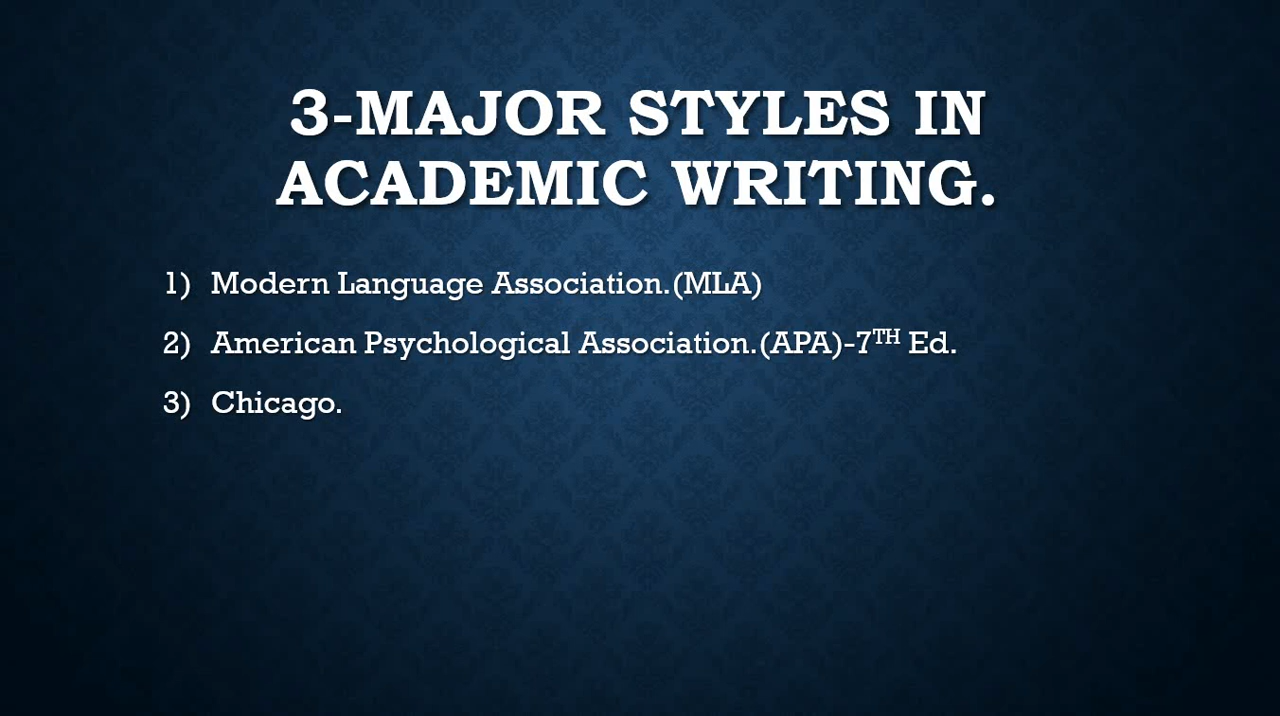 3-MAJOR STYLES IN
ACADEMIC WRITING.
1) Modern Language Association.(MLA)
2) American Psychological Association.(APA)-7TH Ed.
3) Chicago.